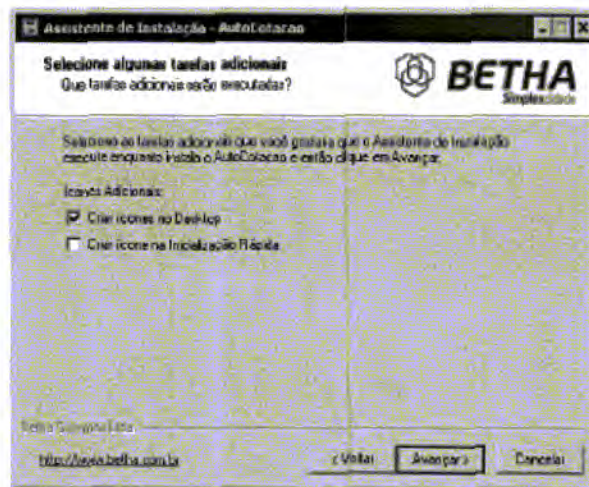 Assistente de Instalação - AutoCotacao
Selecione algumas tarefas adicionais
Que tarefas adicionais serão executadas?
BETHA
Simplescidade
Selecione as tarefas adicionais que você gostaria que o Assistente de Instalação
execute enquanto instala o AutoCotacao e então clique em Avançar.
Ícones Adicionais:
Criar ícones no Desktop
Criar ícone na Inicialização Rápida
Betha Sistemas Ltda
http://www.betha.com.br
< Voltar
Avançar >
Cancelar